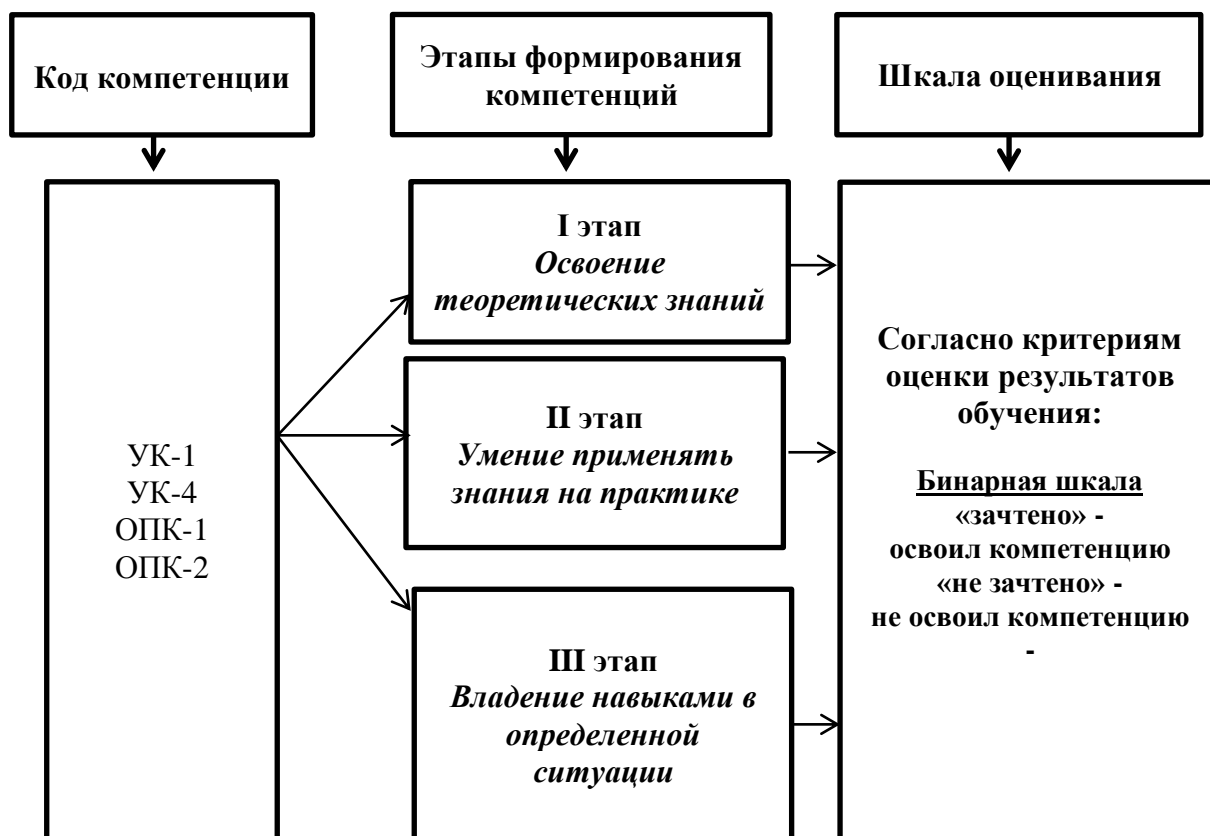 Код компетенции
Этапы формирования
компетенций
Шкала оценивания
УК-1
УК-4
ОПК-1
ОПК-2
I этап
Освоение
теоретических знаний
II этап
Умение применять
знания на практике
III этап
Владение навыками в
определенной
ситуации
Согласно критериям
оценки результатов
обучения:
Бинарная шкала
«зачтено» -
освоил компетенцию
«не зачтено» -
не освоил компетенцию
-